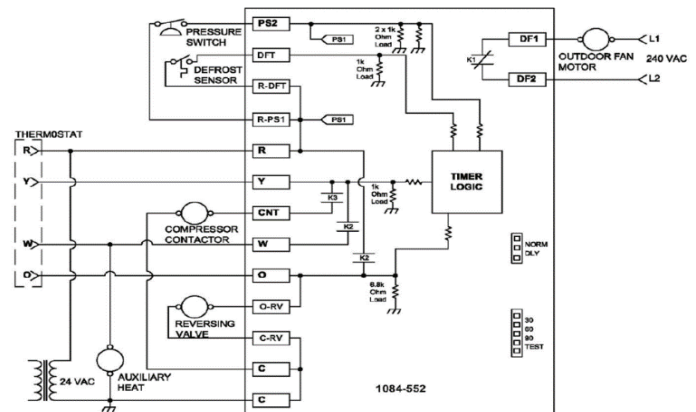 PS2
PRESSURE
SWITCH
PS1
2 x 1k
Ohm
Load
DFT
DEFROST
SENSOR
1k
Ohm
Load
R-DFT
R-PS1
PS1
DF1
DF2
K1
OUTDOOR FAN
MOTOR
L1
240 VAC
L2
THERMOSTAT
R
R
Y
Y
K3
1k
Ohm
Load
TIMER
LOGIC
CNT
COMPRESSOR
CONTACTOR
K2
W
W
K2
O
O
6.8k
Ohm
Load
O-RV
REVERSING
VALVE
C-RV
C
C
24 VAC
AUXILIARY
HEAT
NORM
DLY
30
60
90
TEST
1084-552